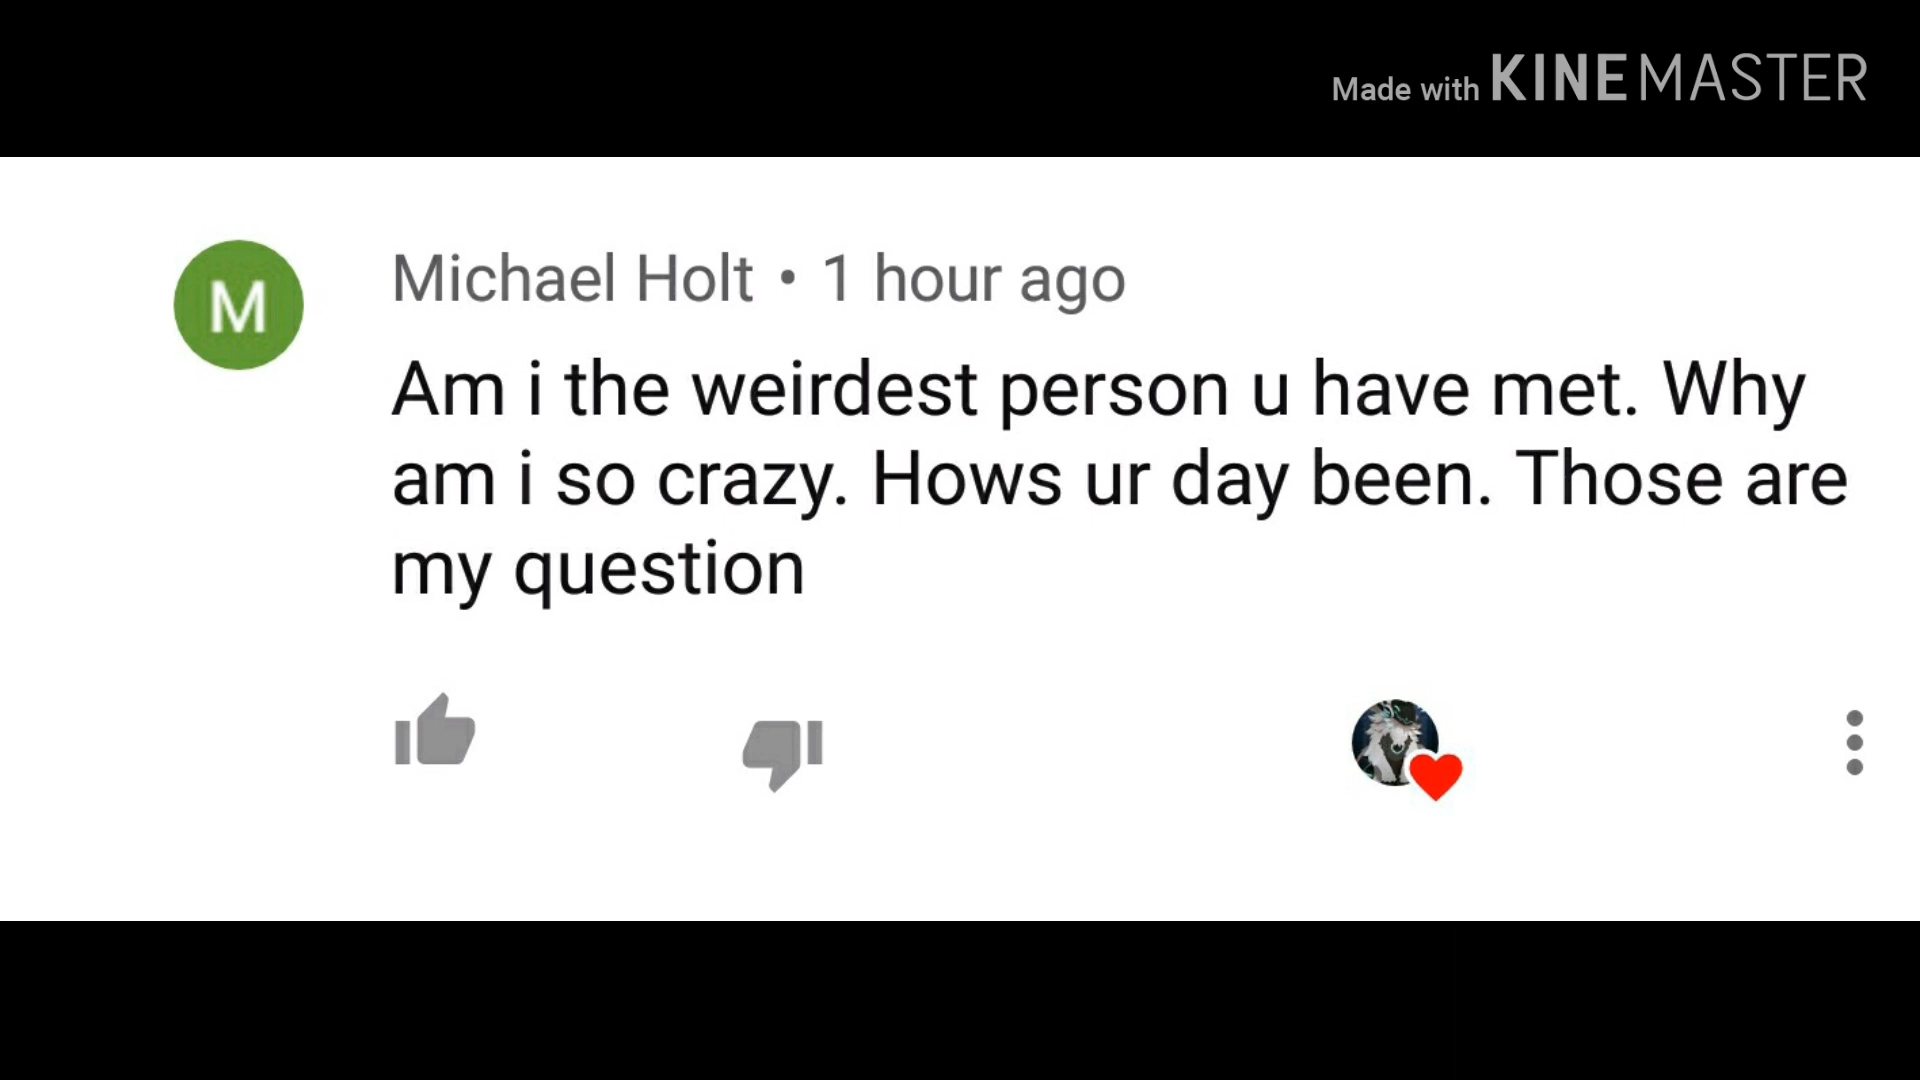 Made with KINEMASTER
M
Michael Holt • 1 hour ago
Am i the weirdest person u have met. Why
am i so crazy. Hows ur day been. Those are
my question